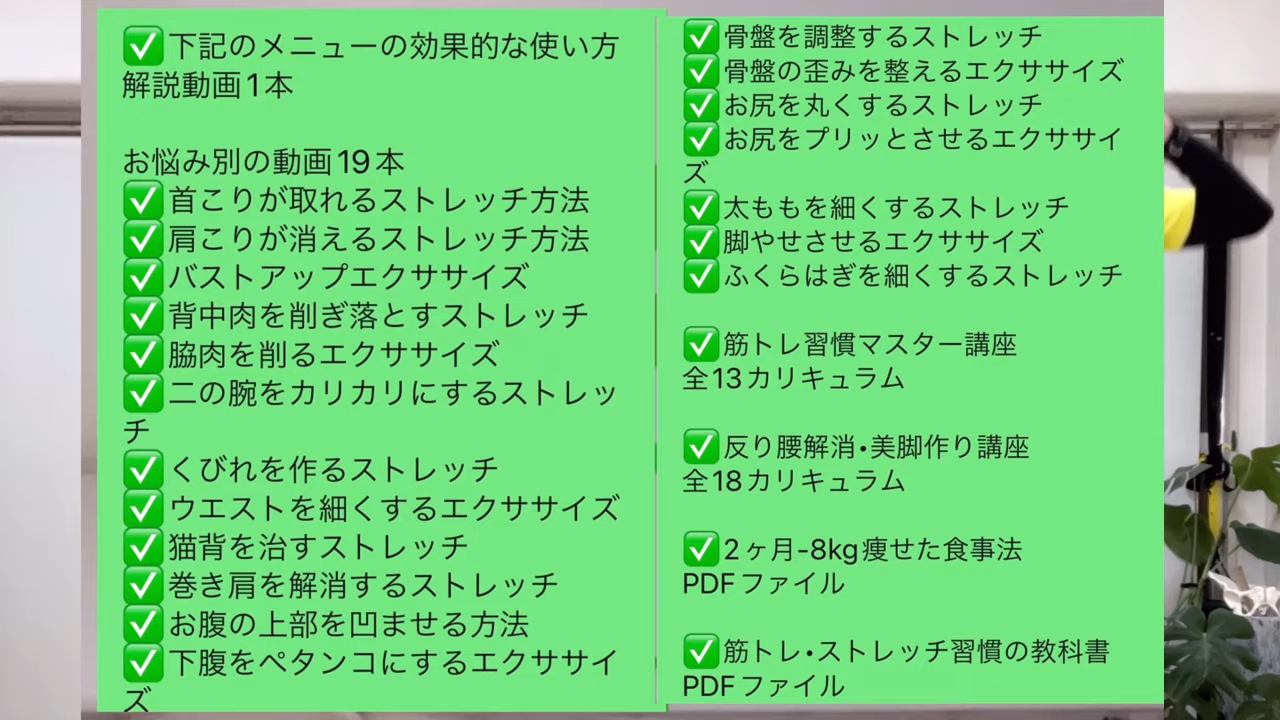 ✅下記のメニューの効果的な使い方
解説動画1本
お悩み別の動画19本
✅首こりが取れるストレッチ方法
✅肩こりが消えるストレッチ方法
✅バストアップエクササイズ
✅背中肉を削ぎ落とすストレッチ
✅脇肉を削るエクササイズ
✅二の腕をカリカリにするストレッ
チ
✅くびれを作るストレッチ
✅ウエストを細くするエクササイズ
✅猫背を治すストレッチ
✅巻き肩を解消するストレッチ
✅お腹の上部を凹ませる方法
✅下腹をペタンコにするエクササイ
ズ
✅骨盤を調整するストレッチ
✅骨盤の歪みを整えるエクササイズ
✅お尻を丸くするストレッチ
✅お尻をプリッとさせるエクササイ
ズ
✅太ももを細くするストレッチ
✅脚やせさせるエクササイズ
✅ふくらはぎを細くするストレッチ
✅筋トレ習慣マスター講座
全13カリキュラム
✅反り腰解消•美脚作り講座
全18カリキュラム
✅2ヶ月-8kg痩せた食事法
PDFファイル
✅筋トレ•ストレッチ習慣の教科書
PDFファイル